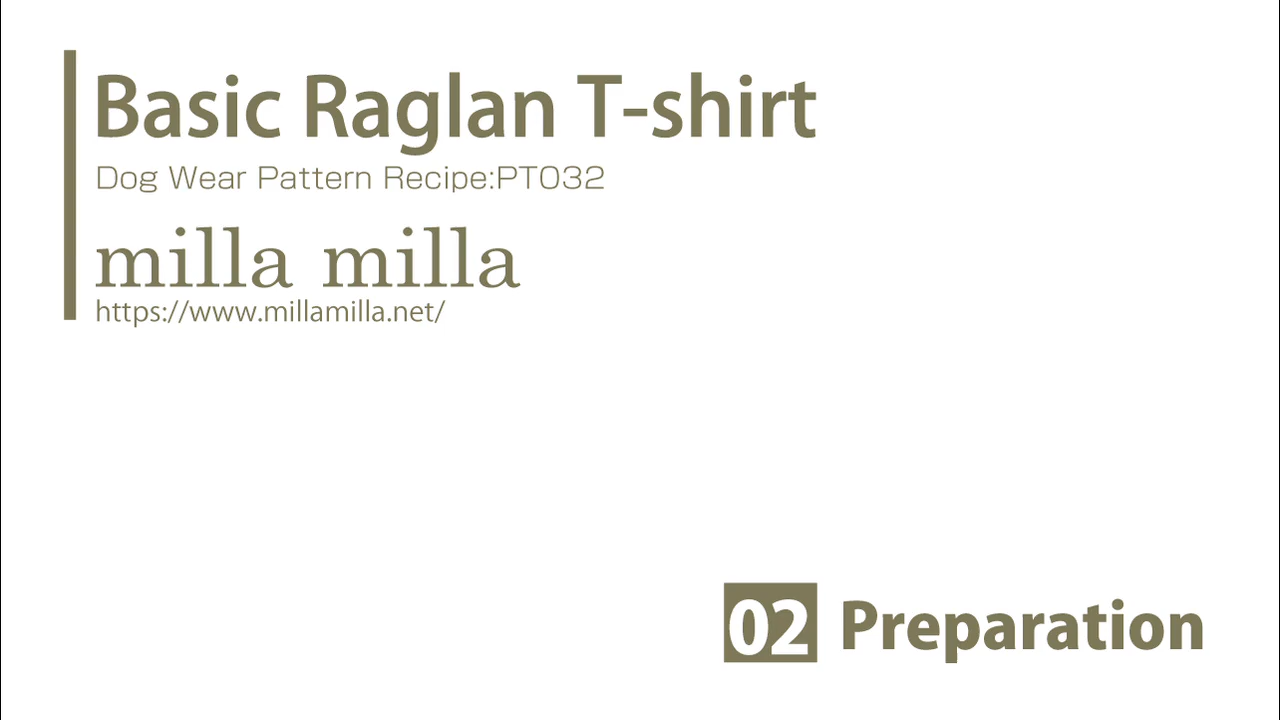 Basic Raglan T-shirt
Dog Wear Pattern Recipe:PT032
milla milla
https://www.millamilla.net/
02 Preparation